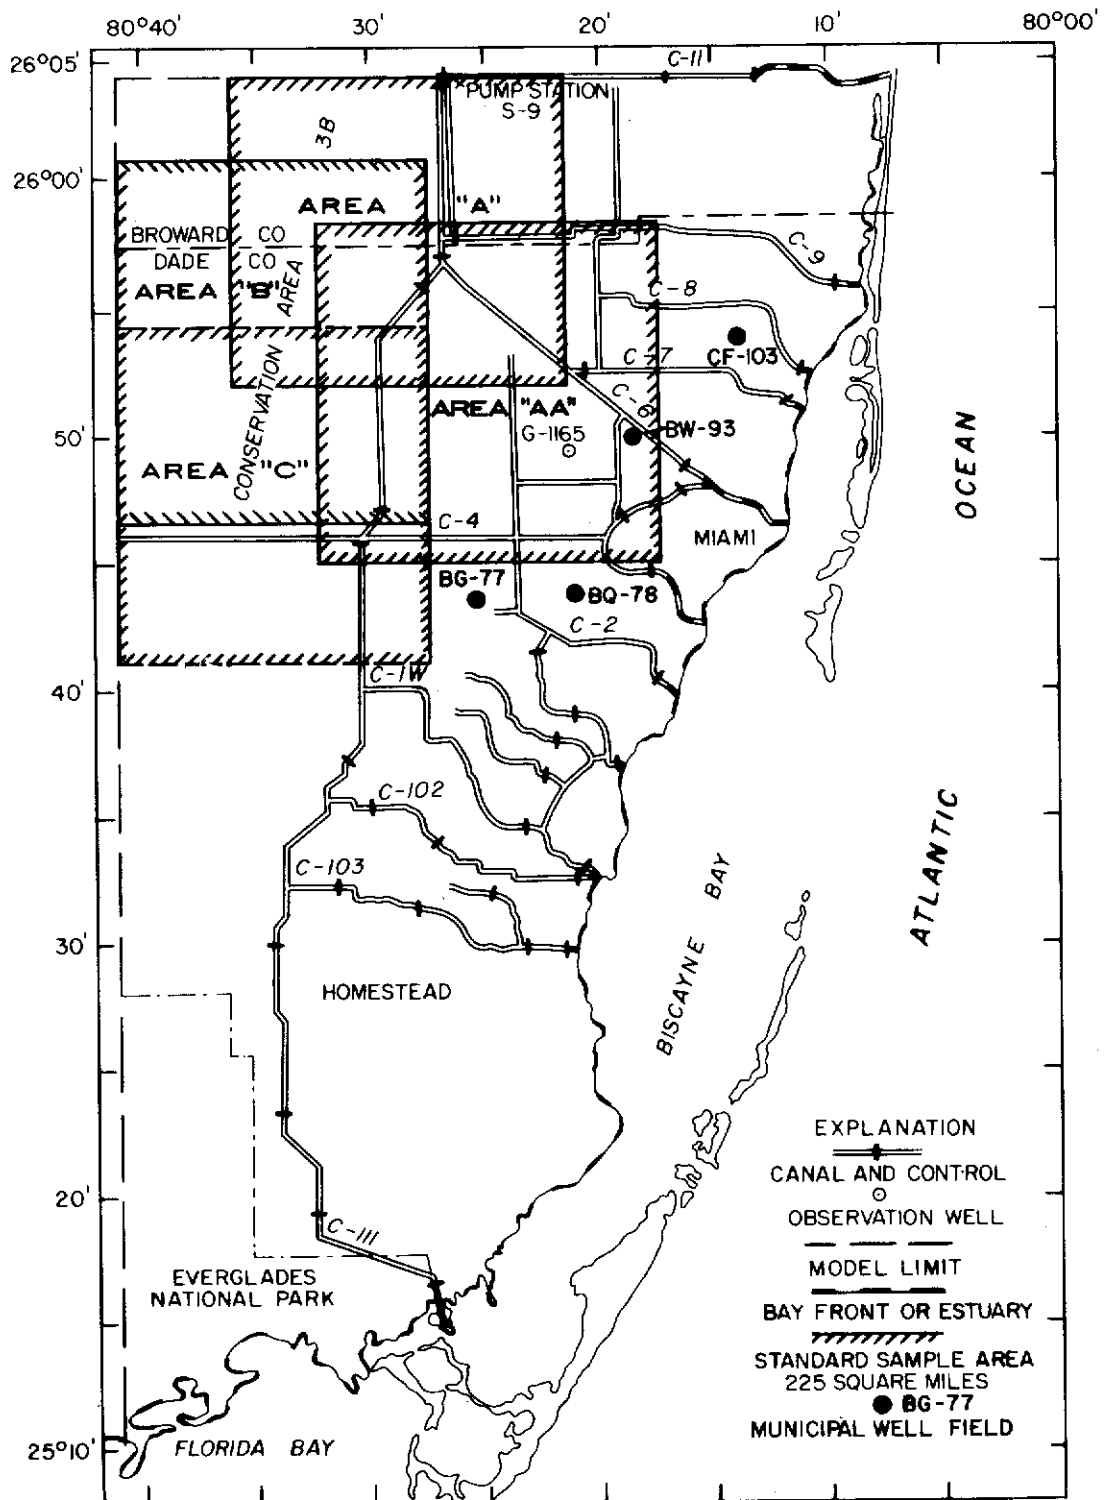 80°40' 30' 20' 10' 80°00'
26°05'
C-11
PUMP STATION
S-9
3B
26°00'
AREA "A"
BROWARD CO
DADE CO
C-9
AREA "B"
CONSERVATION AREA
C-8
CF-103
C-7
C-6
AREA "AA"
G-1165
BW-93
50'
AREA "C"
OCEAN
C-4
MIAMI
BG-77
BQ-78
C-2
C-1W
40'
C-102
ATLANTIC
C-103
BISCAYNE BAY
30'
HOMESTEAD
EXPLANATION
CANAL AND CONTROL
OBSERVATION WELL
MODEL LIMIT
BAY FRONT OR ESTUARY
STANDARD SAMPLE AREA
225 SQUARE MILES
BG-77
MUNICIPAL WELL FIELD
20'
C-111
EVERGLADES
NATIONAL PARK
25°10'
FLORIDA BAY